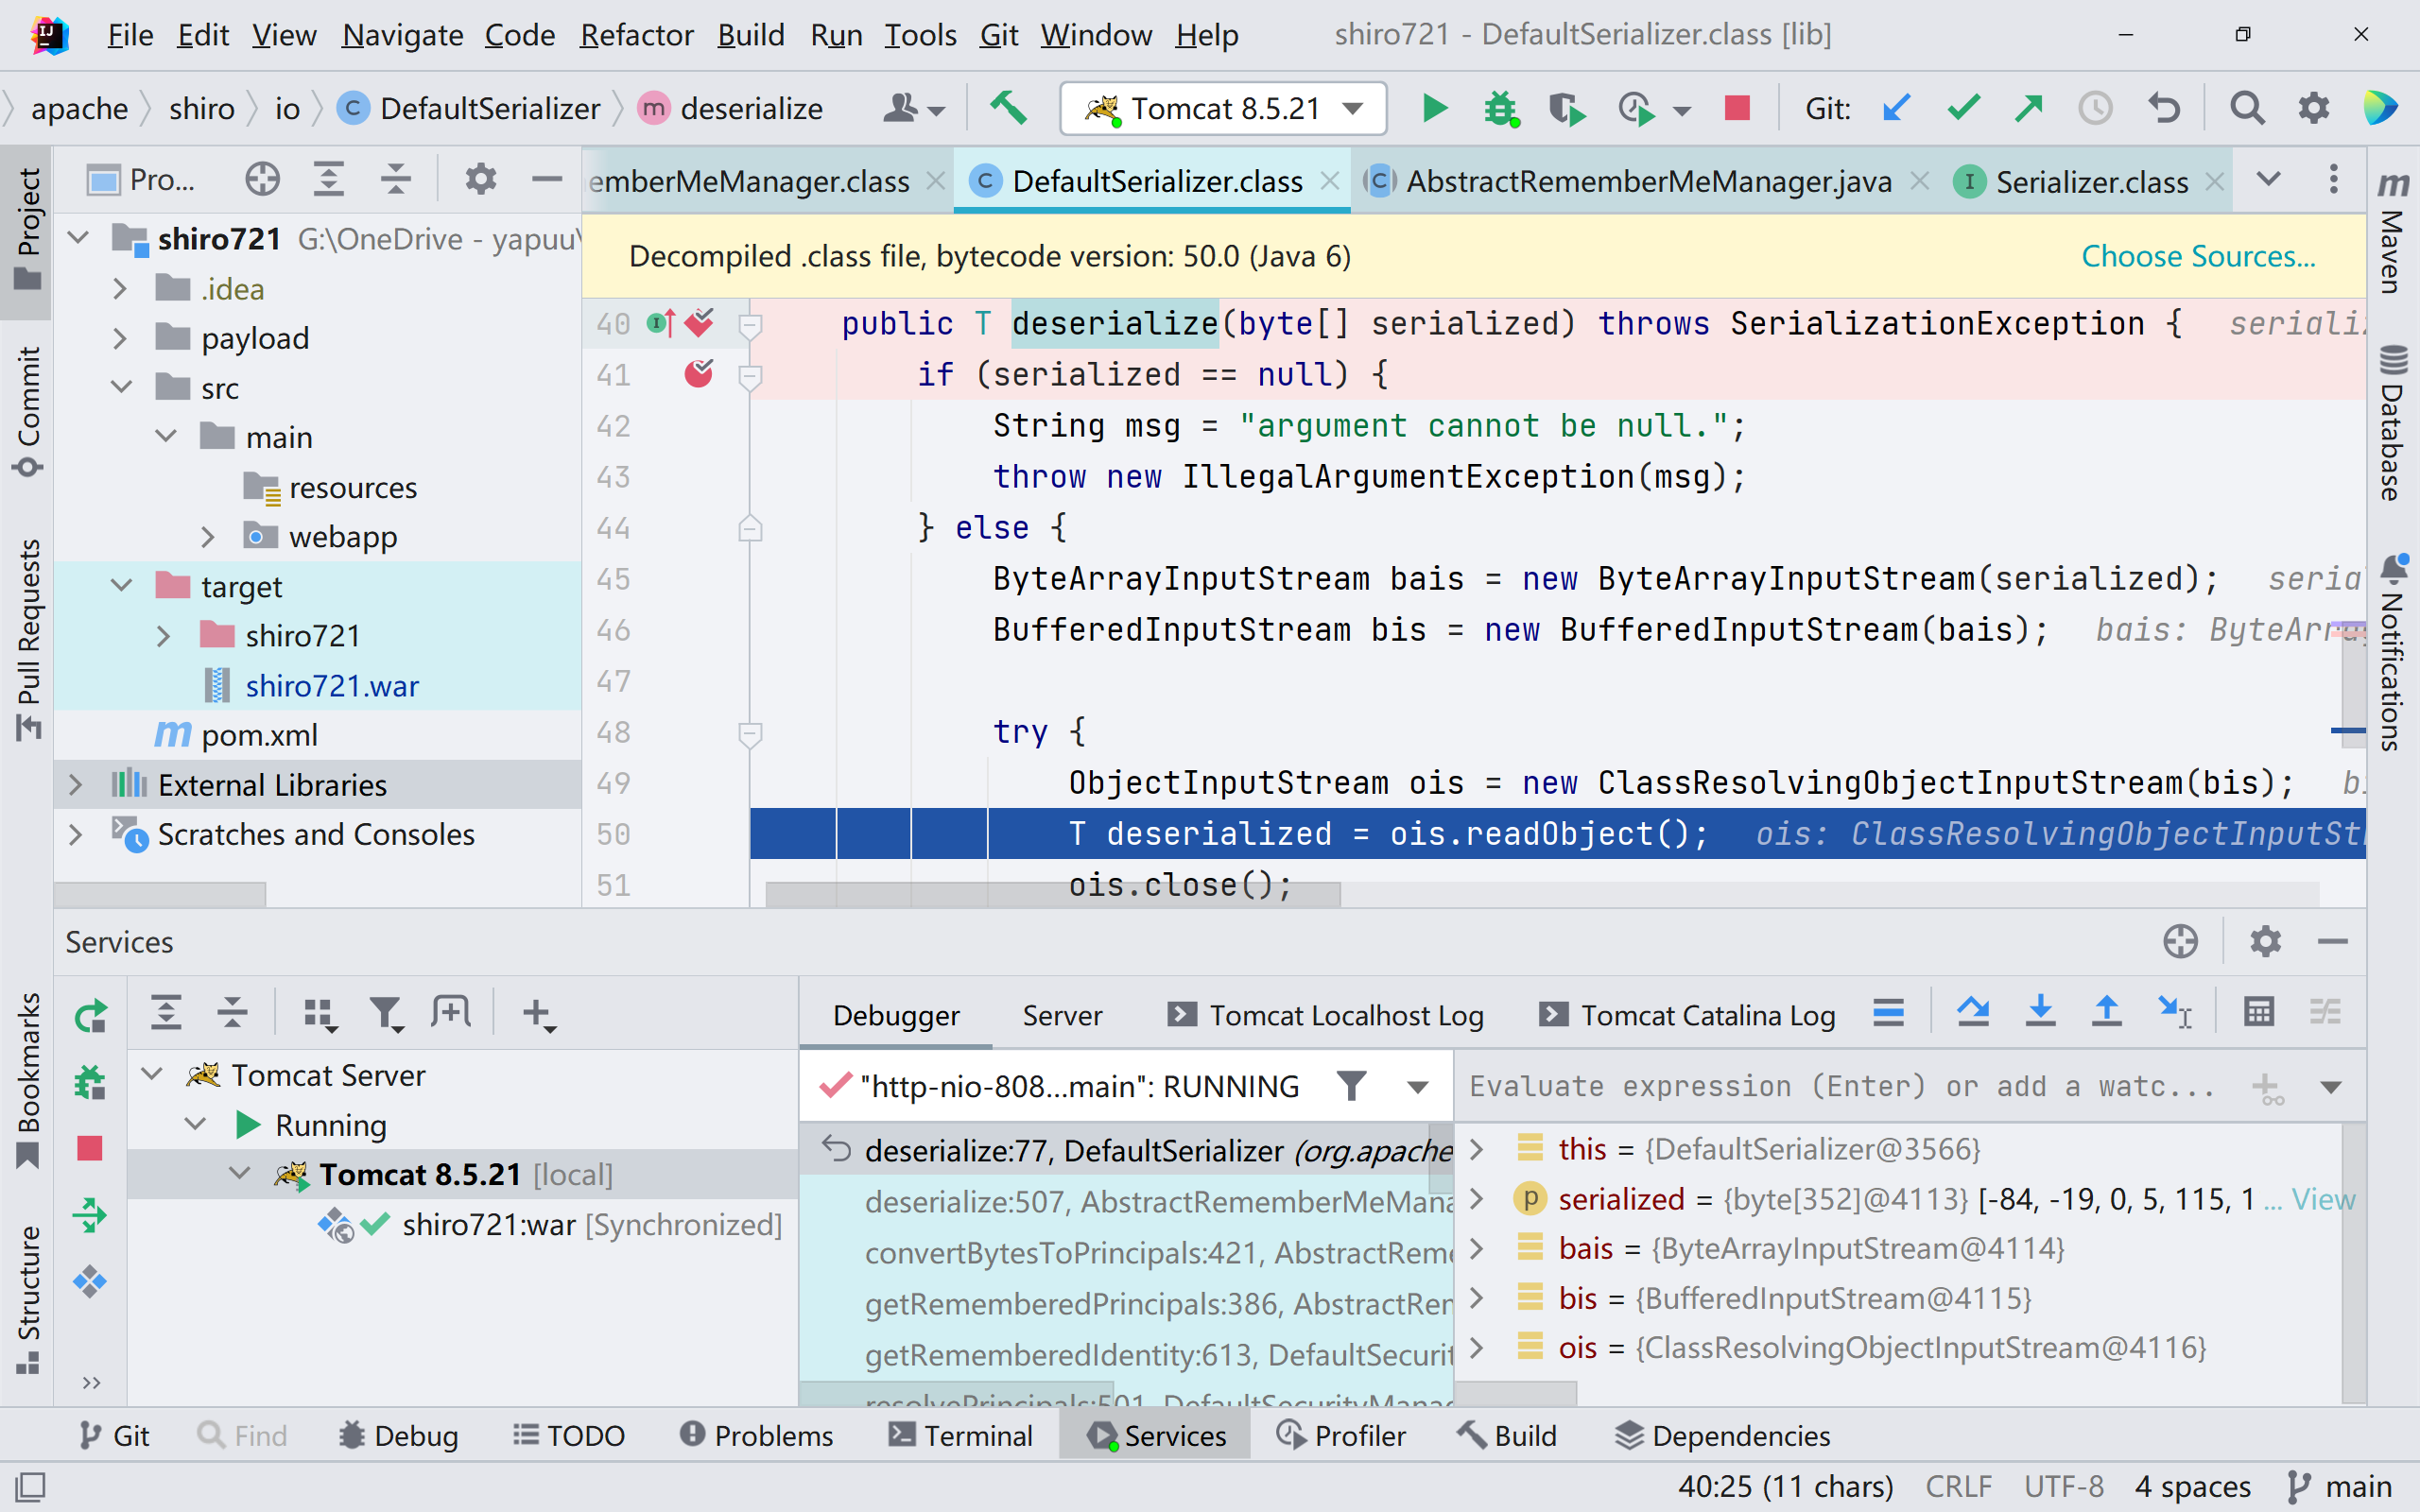 File Edit View Navigate Code Refactor Build Run Tools Git Window Help shiro721 - DefaultSerializer.class [lib]
apache shiro io DefaultSerializer deserialize Tomcat 8.5.21 Git:
Project
Commit
Pull Requests
Bookmarks
Structure
Pro...
shiro721 G:\OneDrive - yapuu\
.idea
payload
src
main
resources
webapp
target
shiro721
shiro721.war
pom.xml
External Libraries
Scratches and Consoles
emberMeManager.class DefaultSerializer.class AbstractRememberMeManager.java Serializer.class
Decompiled .class file, bytecode version: 50.0 (Java 6) Choose Sources...
40 public T deserialize(byte[] serialized) throws SerializationException {
41 if (serialized == null) {
42 String msg = "argument cannot be null.";
43 throw new IllegalArgumentException(msg);
44 } else {
45 ByteArrayInputStream bais = new ByteArrayInputStream(serialized);
46 BufferedInputStream bis = new BufferedInputStream(bais); bais:
47
48 try {
49 ObjectInputStream ois = new ClassResolvingObjectInputStream(bis);
50 T deserialized = ois.readObject(); ois: ClassResolvingObjectInputSt
51 ois.close();
Maven
Database
Notifications
Services
Debugger Server Tomcat Localhost Log Tomcat Catalina Log
Tomcat Server
Running
Tomcat 8.5.21 [local]
shiro721:war [Synchronized]
"http-nio-808...main": RUNNING
deserialize:77, DefaultSerializer (org.apache
deserialize:507, AbstractRememberMeMana
convertBytesToPrincipals:421, AbstractReme
getRememberedPrincipals:386, AbstractRem
getRememberedIdentity:613, DefaultSecurit
resolvePrincipals:501, DefaultSecurityManag
Evaluate expression (Enter) or add a watc...
this = {DefaultSerializer@3566}
serialized = {byte[352]@4113} [-84, -19, 0, 5, 115, 1 ... View
bais = {ByteArrayInputStream@4114}
bis = {BufferedInputStream@4115}
ois = {ClassResolvingObjectInputStream@4116}
Git Find Debug TODO Problems Terminal Services Profiler Build Dependencies
40:25 (11 chars) CRLF UTF-8 4 spaces main